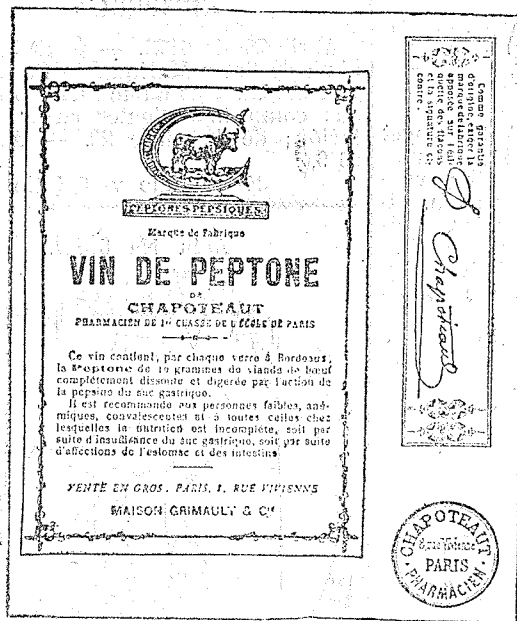 PEPTONES PEPSIQUES
Marque de Fabrique
VIN DE PEPTONE
DE
CHAPOTEAUT
PHARMACIEN DE 1re CLASSE DE L'ÉCOLE DE PARIS
Ce vin contient, par chaque verre à Bordeaux,
la Peptone de 10 grammes de viande de bœuf
complètement dissoute et digérée par l'action de
la pepsine du suc gastrique.
Il est recommandé aux personnes faibles, ané-
miques, convalescentes et à toutes celles chez
lesquelles la nutrition est incomplète, soit par
suite d'insuffisance du suc gastrique, soit par suite
d'affections de l'estomac et des intestins
VENTE EN GROS. PARIS, 8, RUE VIVIENNE
MAISON GRIMAULT & Cie
Comme garantie
d'origine, exiger la
marque de fabrique
apposée sur l'éti-
quette des flacons
et la signature ci-
contre.
Chapoteaut
CHAPOTEAUT
8, rue Vivienne
PARIS
PHARMACIEN